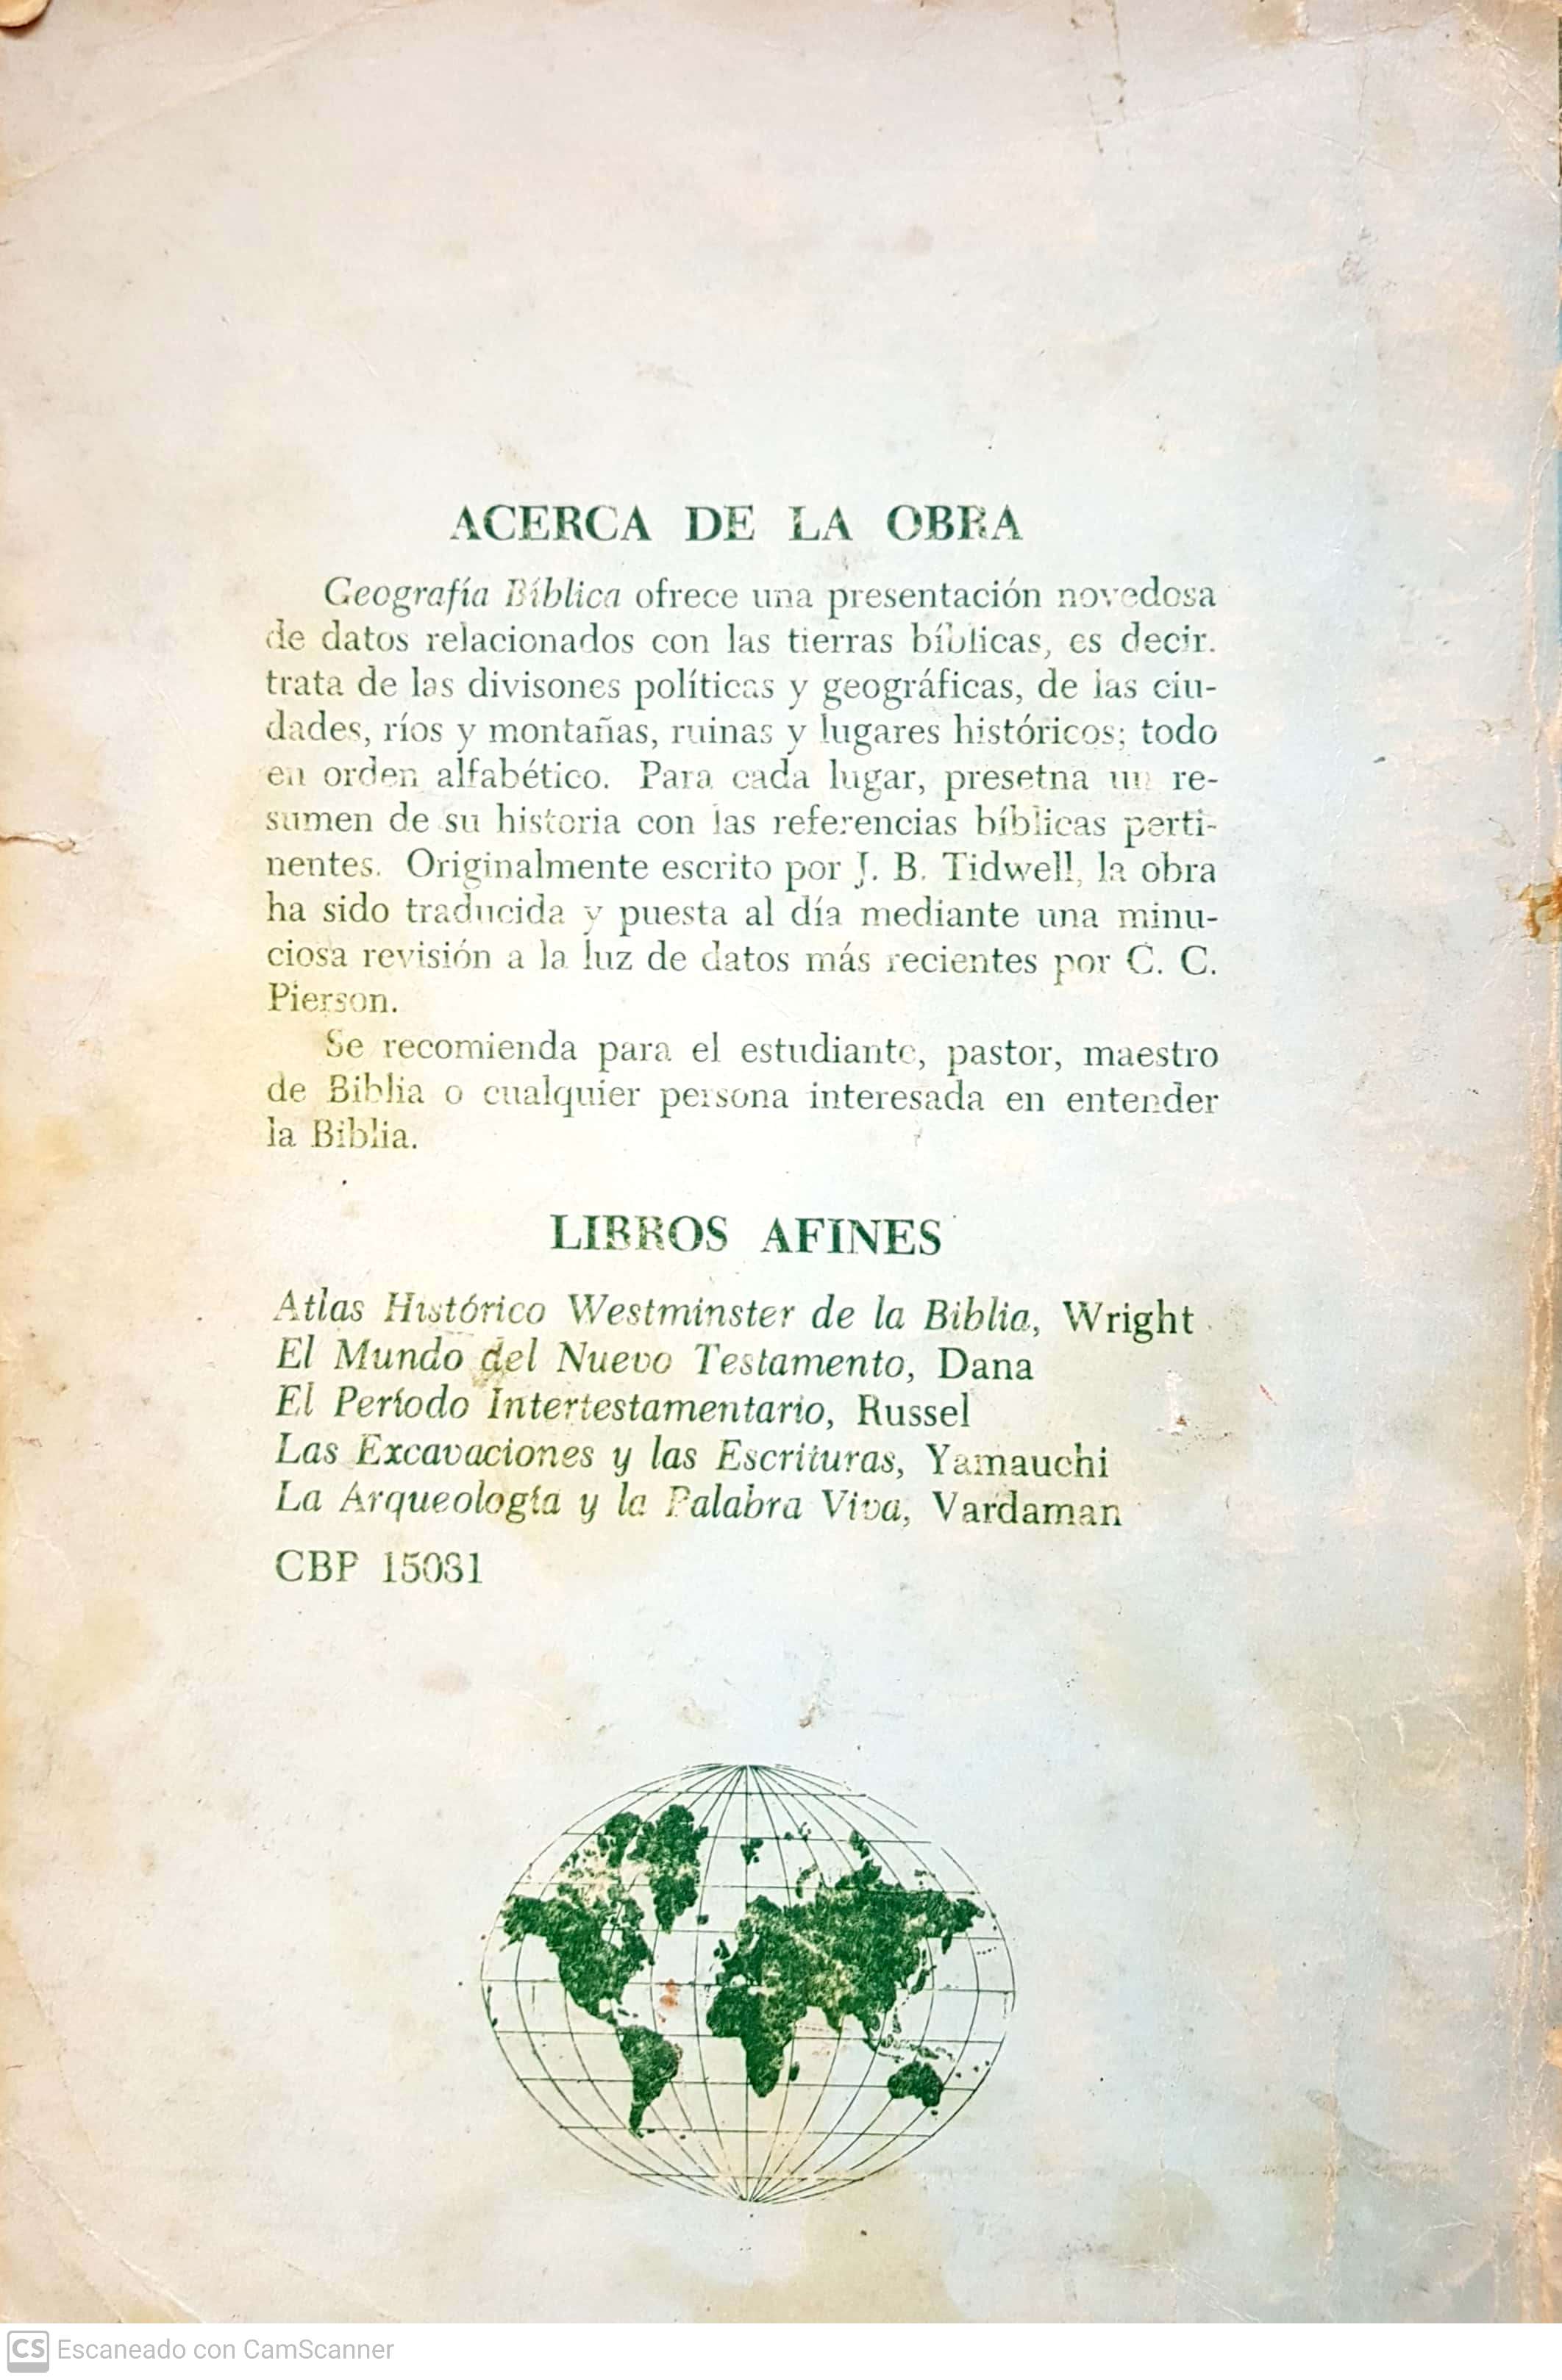 ACERCA DE LA OBRA
Geografía Bíblica ofrece una presentación novedosa
de datos relacionados con las tierras bíblicas, es decir.
trata de las divisones políticas y geográficas, de las ciu-
dades, ríos y montañas, ruinas y lugares históricos; todo
en orden alfabético. Para cada lugar, presetna un re-
sumen de su historia con las referencias bíblicas perti-
nentes. Originalmente escrito por J. B. Tidwell, la obra
ha sido traducida y puesta al día mediante una minu-
ciosa revisión a la luz de datos más recientes por C. C.
Pierson.
Se recomienda para el estudiante, pastor, maestro
de Biblia o cualquier persona interesada en entender
la Biblia.
LIBROS AFINES
Atlas Histórico Westminster de la Biblia, Wright
El Mundo del Nuevo Testamento, Dana
El Período Intertestamentario, Russel
Las Excavaciones y las Escrituras, Yamauchi
La Arqueología y la Palabra Viva, Vardaman
CBP 15031
CS Escaneado con CamScanner